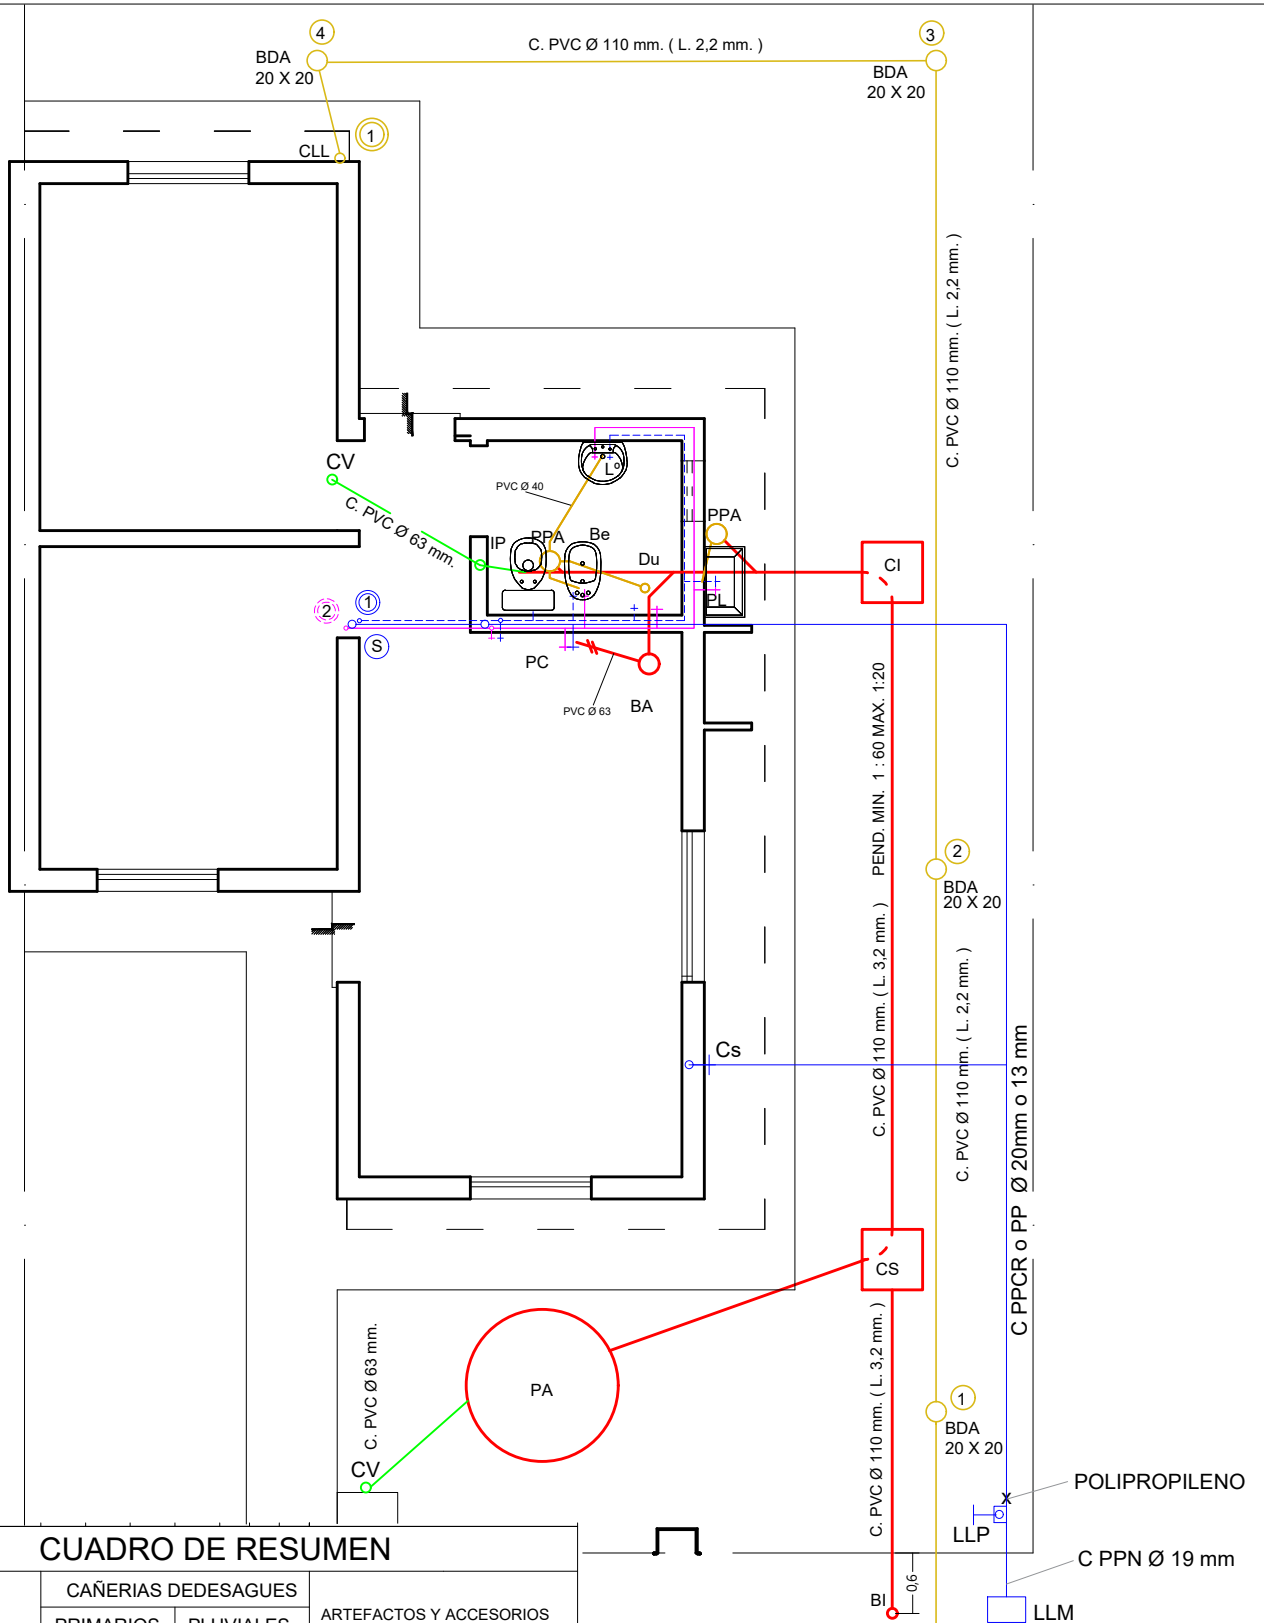 4
BDA
20 X 20
C. PVC Ø 110 mm. ( L. 2,2 mm. )
3
BDA
20 X 20
CLL
1
C. PVC Ø 110 mm. ( L. 2,2 mm. )
CV
C. PVC Ø 63 mm.
PVC Ø 40
L°
IP
PPA
Be
Du
PPA
PL
CI
2
1
S
PC
PVC Ø 63
BA
PEND. MIN. 1 : 60 MAX. 1:20
C. PVC Ø 110 mm. ( L. 3,2 mm. )
2
BDA
20 X 20
C. PVC Ø 110 mm. ( L. 2,2 mm. )
Cs
C PPCR o PP Ø 20mm o 13 mm
CS
PA
C. PVC Ø 63 mm.
CV
C. PVC Ø 110 mm. ( L. 3,2 mm. )
1
BDA
20 X 20
X
POLIPROPILENO
LLP
C PPN Ø 19 mm
0,6
BI
LLM
CUADRO DE RESUMEN
CAÑERIAS DEDESAGUES
PRIMARIOS
PLUVIALES
ARTEFACTOS Y ACCESORIOS